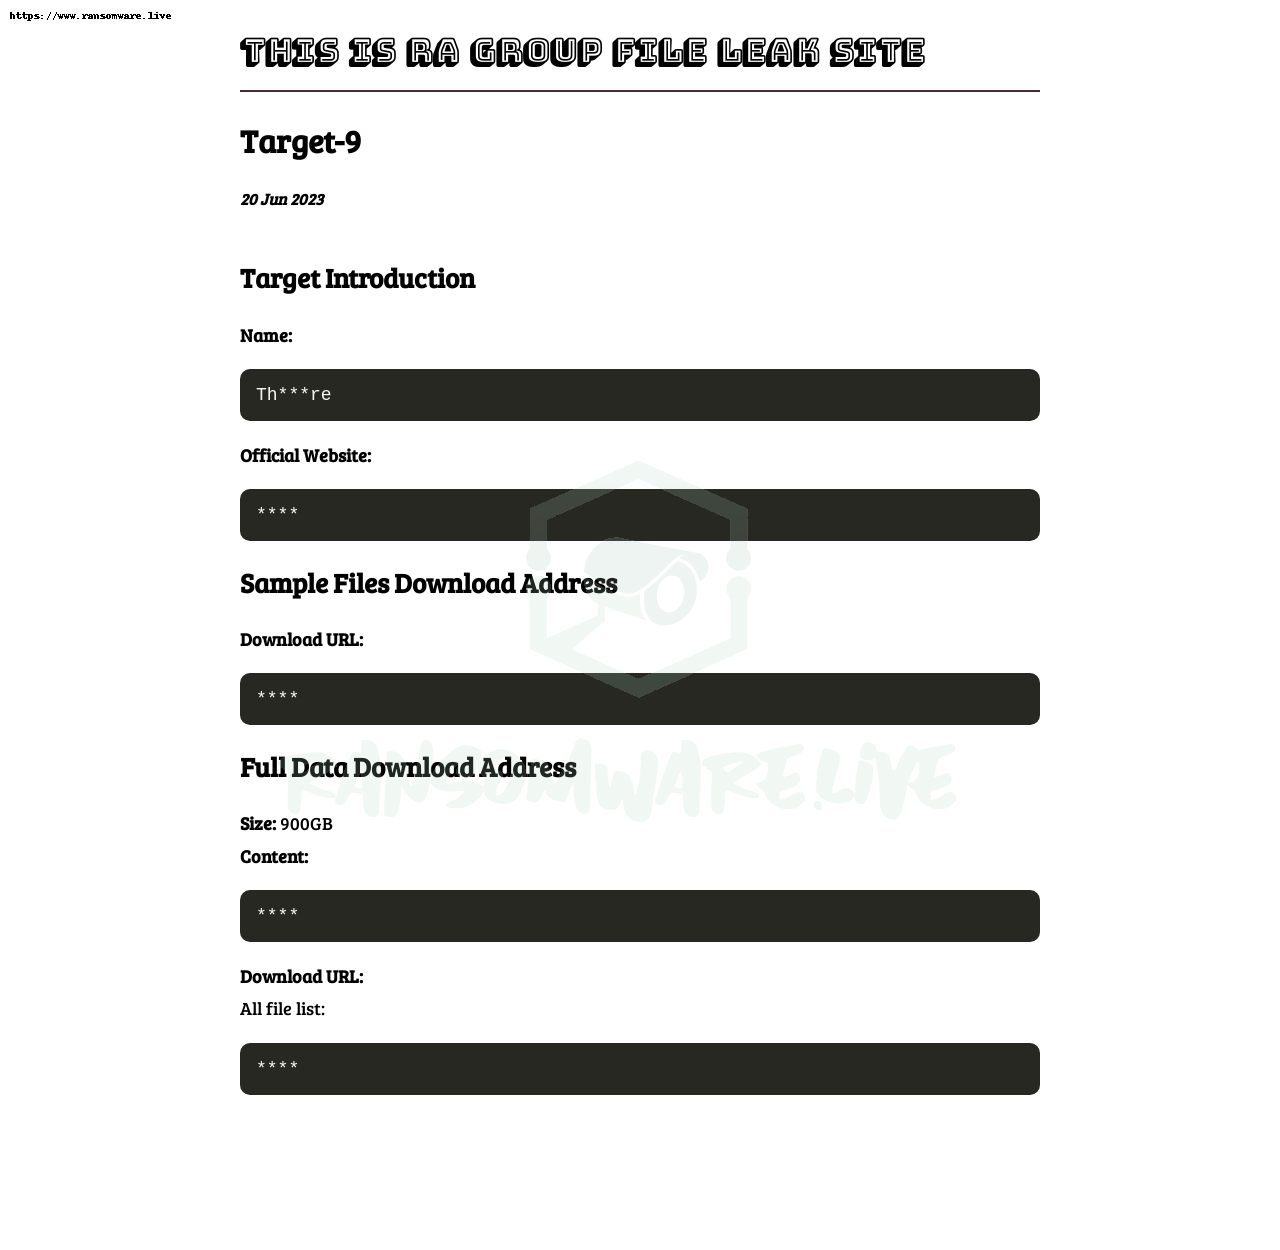 https://www.ransomware.live
THIS IS RA GROUP FILE LEAK SITE
Target-9
20 Jun 2023
Target Introduction
Name:
Th***re
Official Website:
****
Sample Files Download Address
Download URL:
****
Full Data Download Address
RANSOMWARE.LIVE
Size: 900GB
Content:
****
Download URL:
All file list:
****